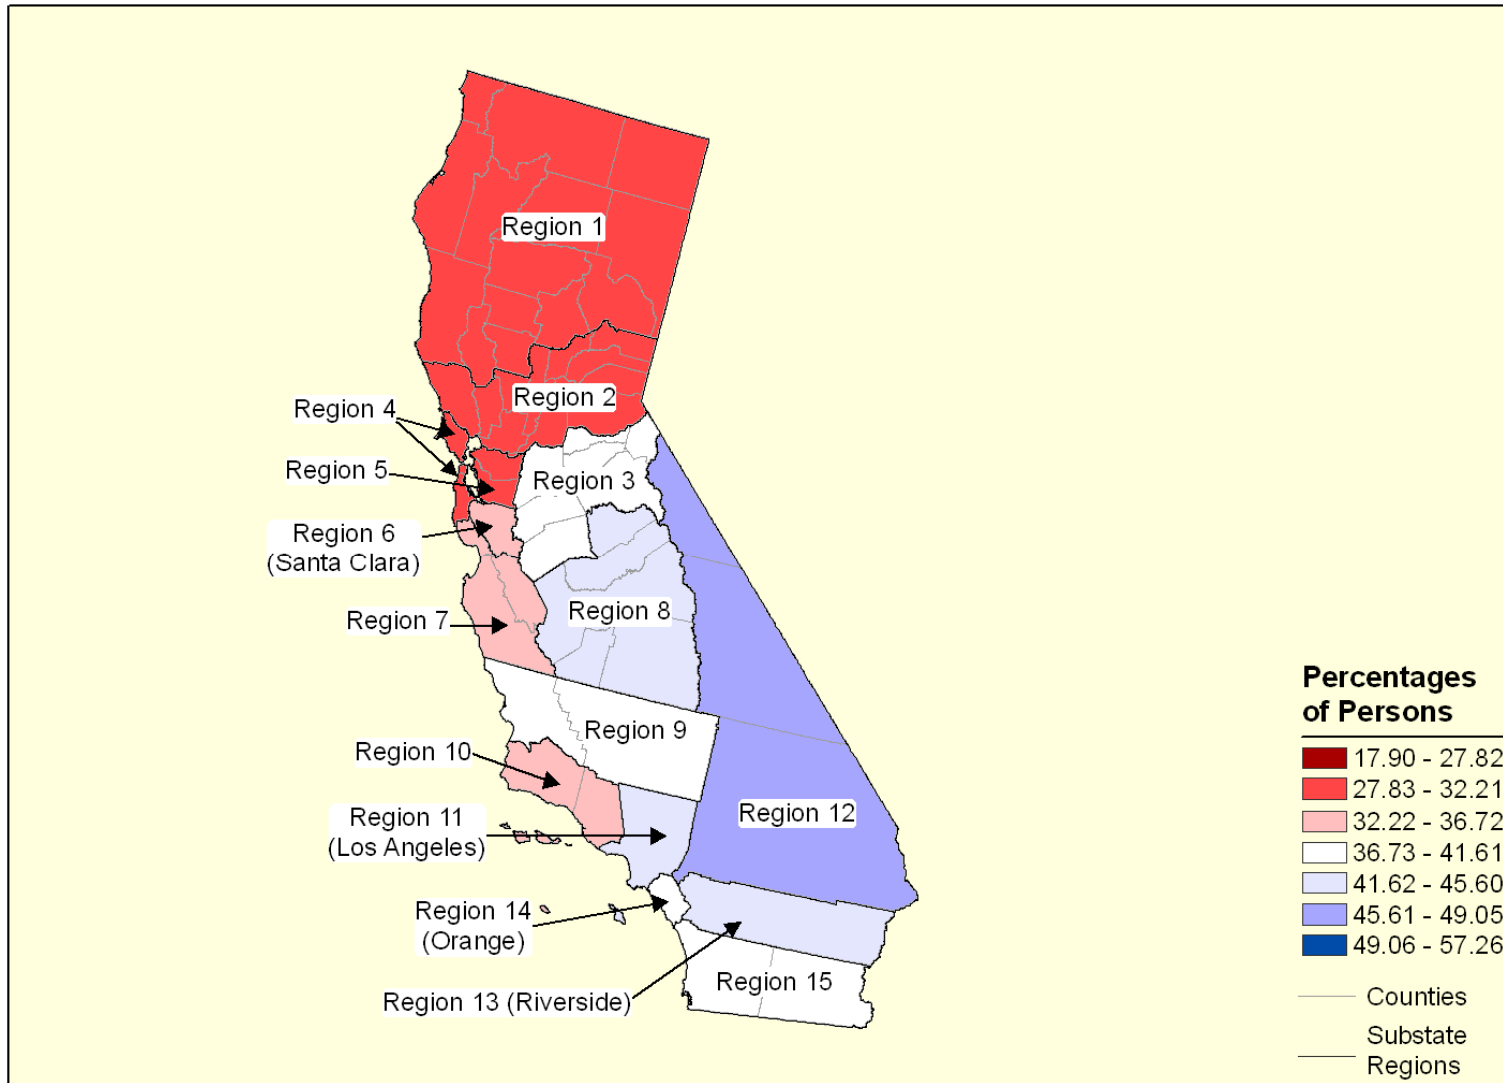 Region 1
Region 2
Region 4
Region 5
Region 3
Region 6
(Santa Clara)
Region 8
Region 7
Region 9
Region 10
Region 12
Region 11
(Los Angeles)
Region 14
(Orange)
Region 15
Region 13 (Riverside)
Percentages
of Persons
17.90 - 27.82
27.83 - 32.21
32.22 - 36.72
36.73 - 41.61
41.62 - 45.60
45.61 - 49.05
49.06 - 57.26
Counties
Substate
Regions